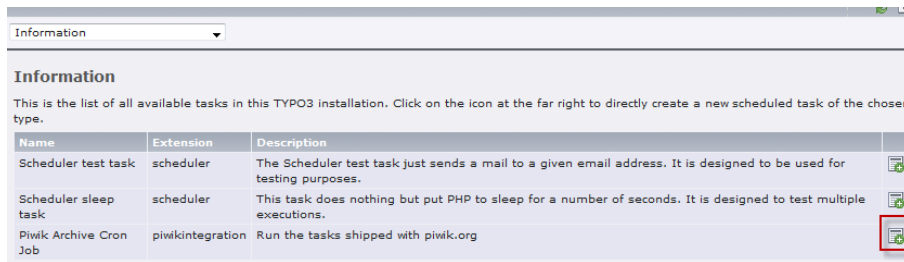 Information
Information
This is the list of all available tasks in this TYPO3 installation. Click on the icon at the far right to directly create a new scheduled task of the
type.
Name Extension Description
Scheduler test task scheduler The Scheduler test task just sends a mail to a given email address. It is designed to be used for
testing purposes.
Scheduler sleep scheduler This task does nothing but put PHP to sleep for a number of seconds. It is designed to test multiple
task executions.
Piwik Archive Cron piwikintegration Run the tasks shipped with piwik.org
Job